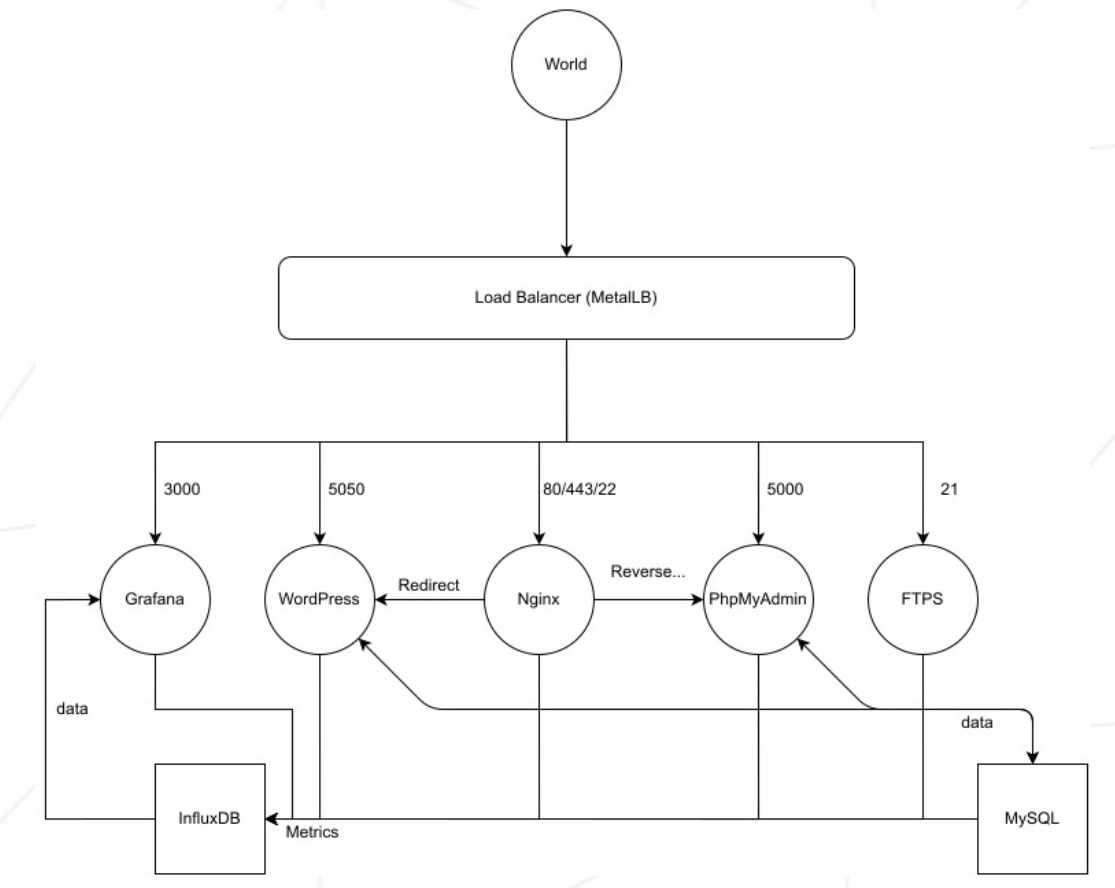 World
Load Balancer (MetalLB)
3000
5050
80/443/22
5000
21
Grafana
WordPress
Redirect
Nginx
Reverse...
PhpMyAdmin
FTPS
data
data
InfluxDB
Metrics
MySQL